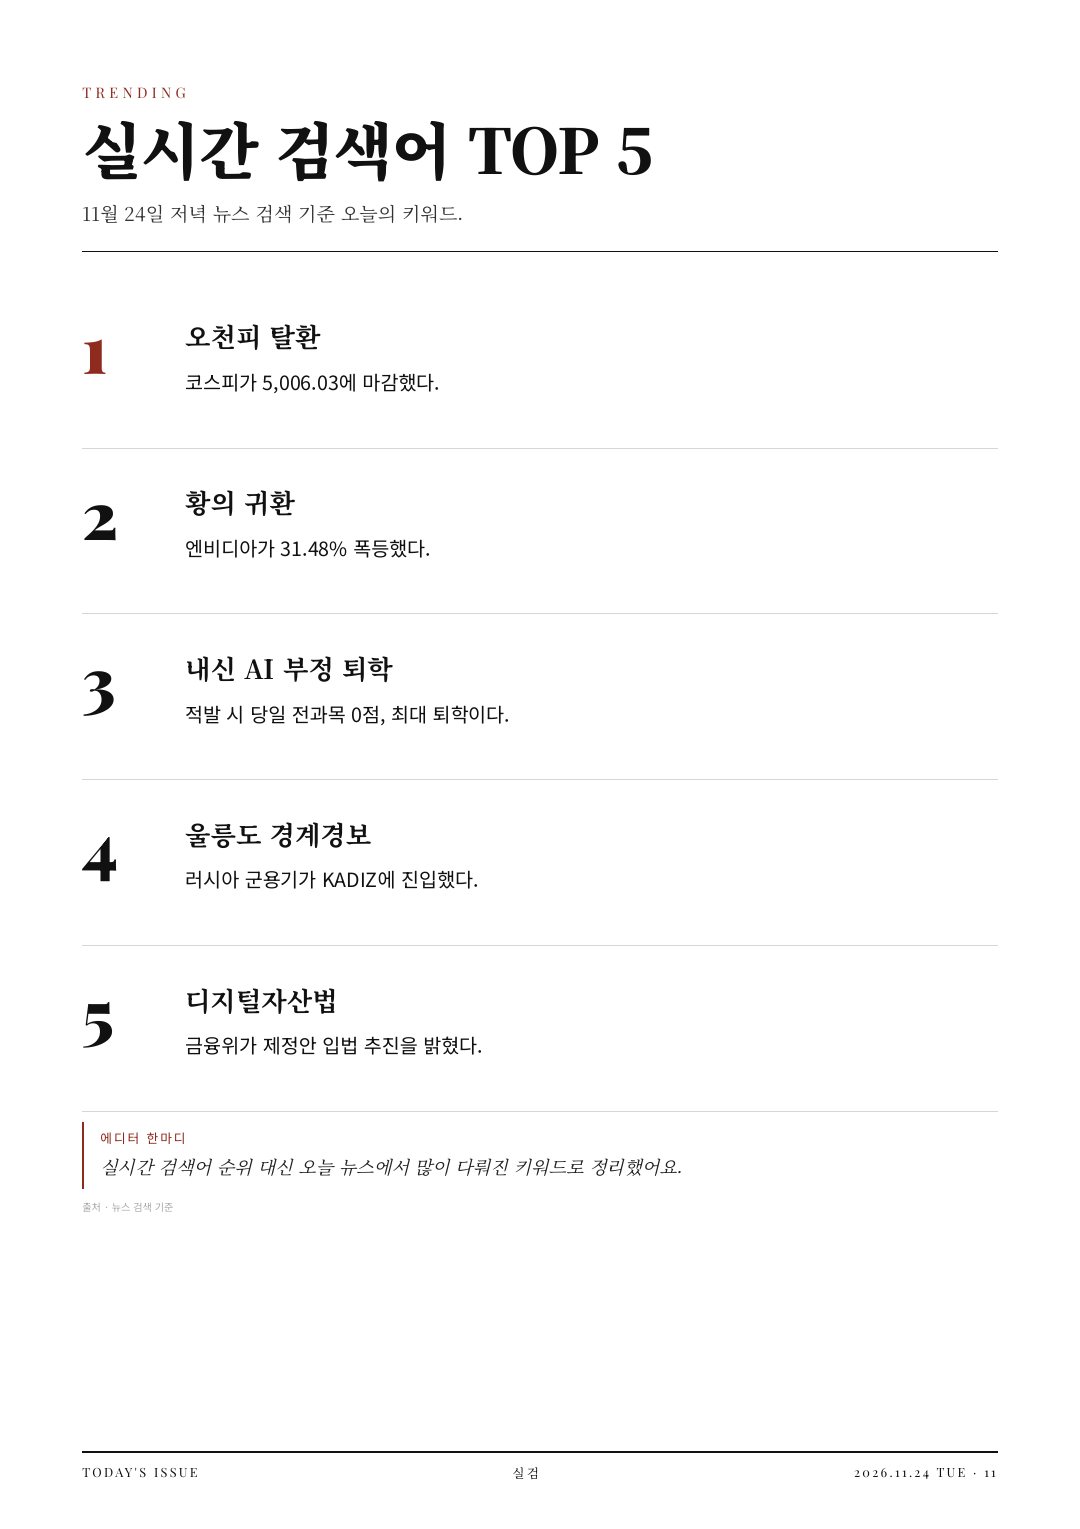 TRENDING
실시간 검색어 TOP 5
11월 24일 저녁 뉴스 검색 기준 오늘의 키워드.
1
오천피 탈환
코스피가 5,006.03에 마감했다.
2
황의 귀환
엔비디아가 31.48% 폭등했다.
3
내신 AI 부정 퇴학
적발 시 당일 전과목 0점, 최대 퇴학이다.
4
울릉도 경계경보
러시아 군용기가 KADIZ에 진입했다.
5
디지털자산법
금융위가 제정안 입법 추진을 밝혔다.
에디터 한마디
실시간 검색어 순위 대신 오늘 뉴스에서 많이 다뤄진 키워드로 정리했어요.
출처 · 뉴스 검색 기준
TODAY'S ISSUE
실검
2026.11.24 TUE · 11